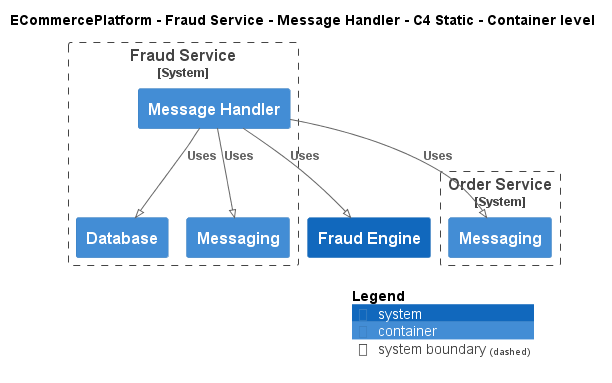 ECommercePlatform - Fraud Service - Message Handler - C4 Static - Container level
Fraud Service
[System]
Message Handler
Uses
Uses
Uses
Uses
Order Service
[System]
Database
Messaging
Fraud Engine
Messaging
Legend
system
container
system boundary (dashed)